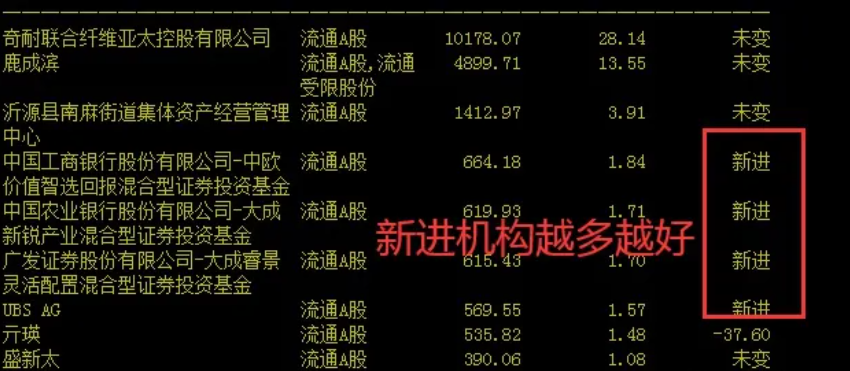 奇耐联合纤维亚太控股有限公司 流通A股 10178.07 28.14 未变
鹿成滨 流通A股,流通 4899.71 13.55 未变
受限股份
沂源县南麻街道集体资产经营管理 流通A股 1412.97 3.91 未变
中心
中国工商银行股份有限公司-中欧 流通A股 664.18 1.84 新进
价值智选回报混合型证券投资基金
中国农业银行股份有限公司-大成 流通A股 619.93 1.71 新进
新锐产业混合型证券投资基金
新进机构越多越好
广发证券股份有限公司-大成睿景 流通A股 615.43 1.70 新进
灵活配置混合型证券投资基金
UBS AG 流通A股 569.55 1.57 新进
亓瑛 流通A股 535.82 1.48 -37.60
盛新太 流通A股 390.06 1.08 未变